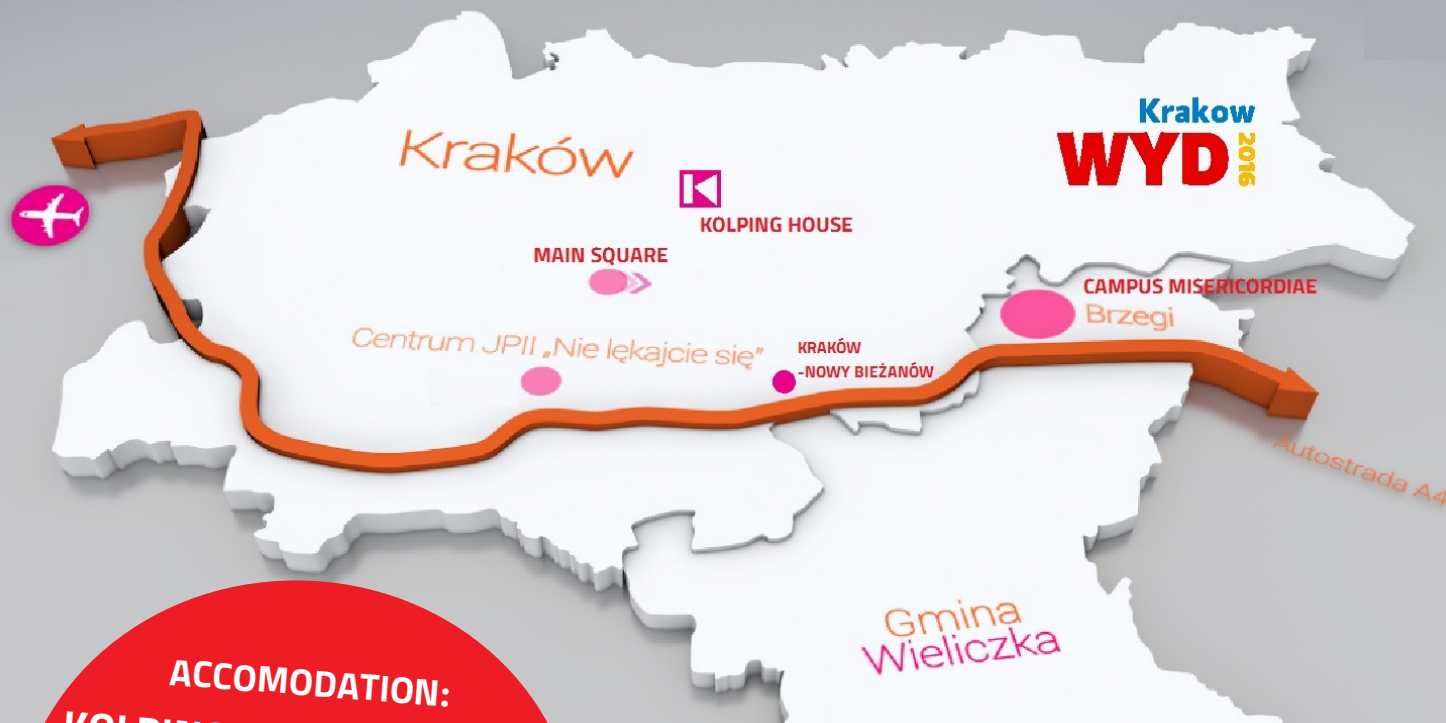 Krakow
WYD 2016
Kraków
KOLPING HOUSE
MAIN SQUARE
CAMPUS MISERICORDIAE
Brzegi
Centrum JPII „Nie lękajcie się”
KRAKÓW
-NOWY BIEŻANÓW
Autostrada A4
Gmina
Wieliczka
ACCOMODATION: